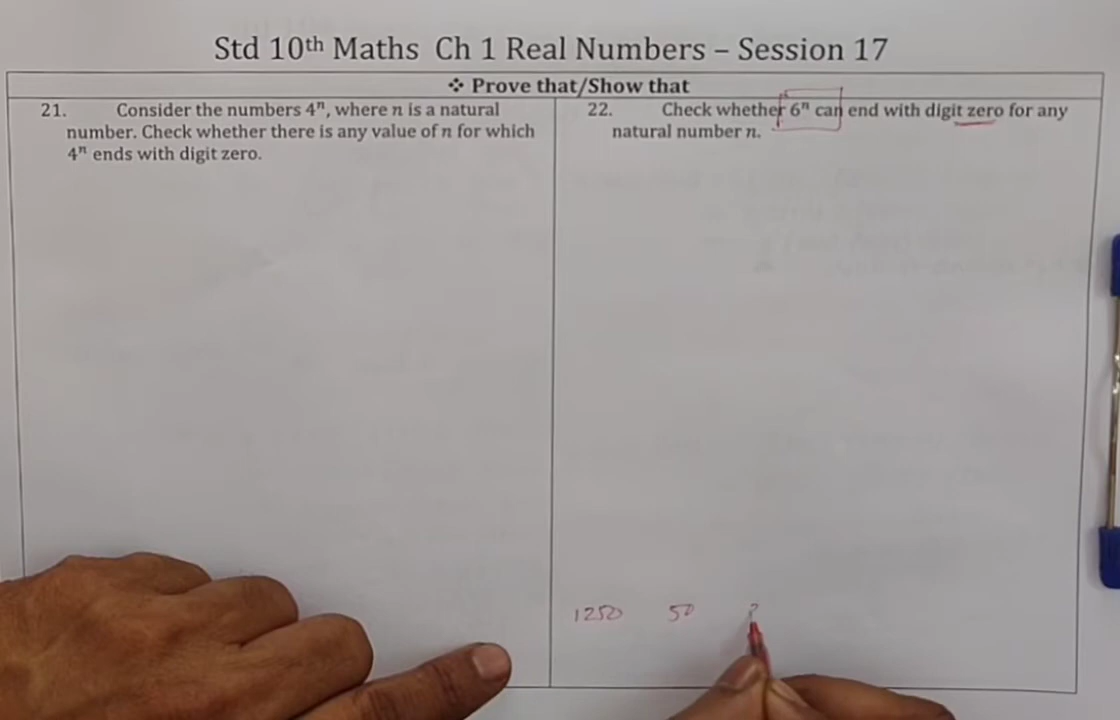 Std 10th Maths Ch 1 Real Numbers – Session 17
❖ Prove that/Show that
21. Consider the numbers 4ⁿ, where n is a natural
number. Check whether there is any value of n for which
4ⁿ ends with digit zero.
22. Check whether 6ⁿ can end with digit zero for any
natural number n.
1250 50